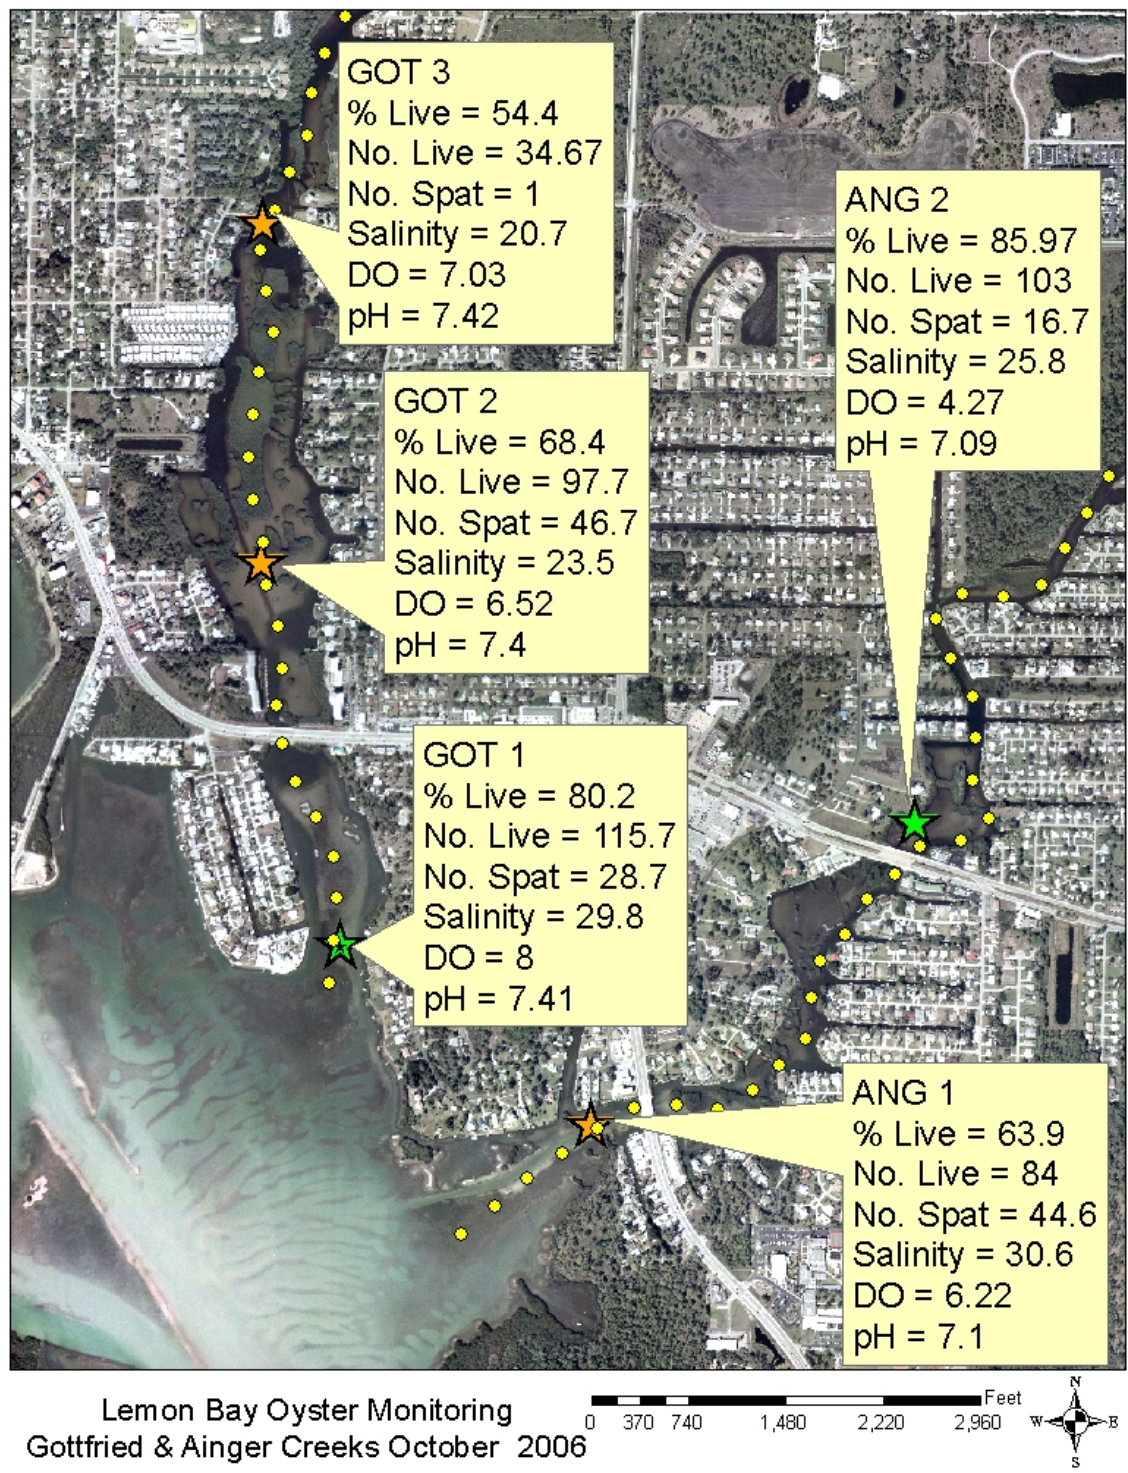 GOT 3
% Live = 54.4
No. Live = 34.67
No. Spat = 1
Salinity = 20.7
DO = 7.03
pH = 7.42
ANG 2
% Live = 85.97
No. Live = 103
No. Spat = 16.7
Salinity = 25.8
DO = 4.27
pH = 7.09
GOT 2
% Live = 68.4
No. Live = 97.7
No. Spat = 46.7
Salinity = 23.5
DO = 6.52
pH = 7.4
GOT 1
% Live = 80.2
No. Live = 115.7
No. Spat = 28.7
Salinity = 29.8
DO = 8
pH = 7.41
ANG 1
% Live = 63.9
No. Live = 84
No. Spat = 44.6
Salinity = 30.6
DO = 6.22
pH = 7.1
Lemon Bay Oyster Monitoring
Gottfried & Ainger Creeks October 2006
Feet
0 370 740 1,480 2,220 2,960
N
W E
S